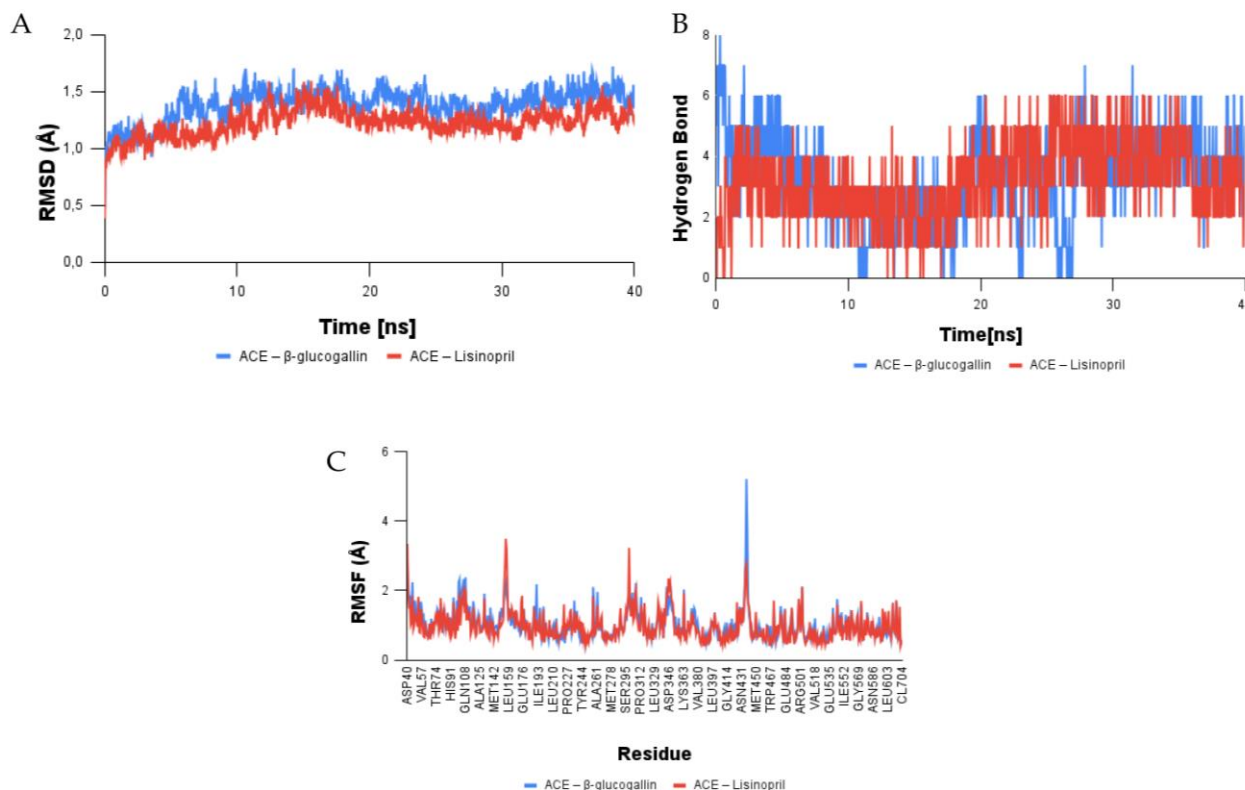 A
2,0
1,5
1,0
0,5
0,0
RMSD (Å)
0
10
20
30
40
Time [ns]
ACE – β-glucogallin ACE – Lisinopril
B
8
6
4
2
0
Hydrogen Bond
0
10
20
30
4
Time[ns]
ACE – β-glucogallin ACE – Lisinopril
C
6
4
2
0
RMSF (Å)
ASP40
VAL57
THR74
HIS91
GLN108
ALA125
MET142
LEU159
GLU176
ILE193
LEU210
PRO227
TYR244
ALA261
MET278
SER295
PRO312
LEU329
ASP346
LYS363
VAL380
LEU397
GLY414
ASN431
MET450
TRP467
GLU484
ARG501
VAL518
GLU535
ILE552
GLY569
ASN586
LEU603
CL704
Residue
ACE – β-glucogallin ACE – Lisinopril